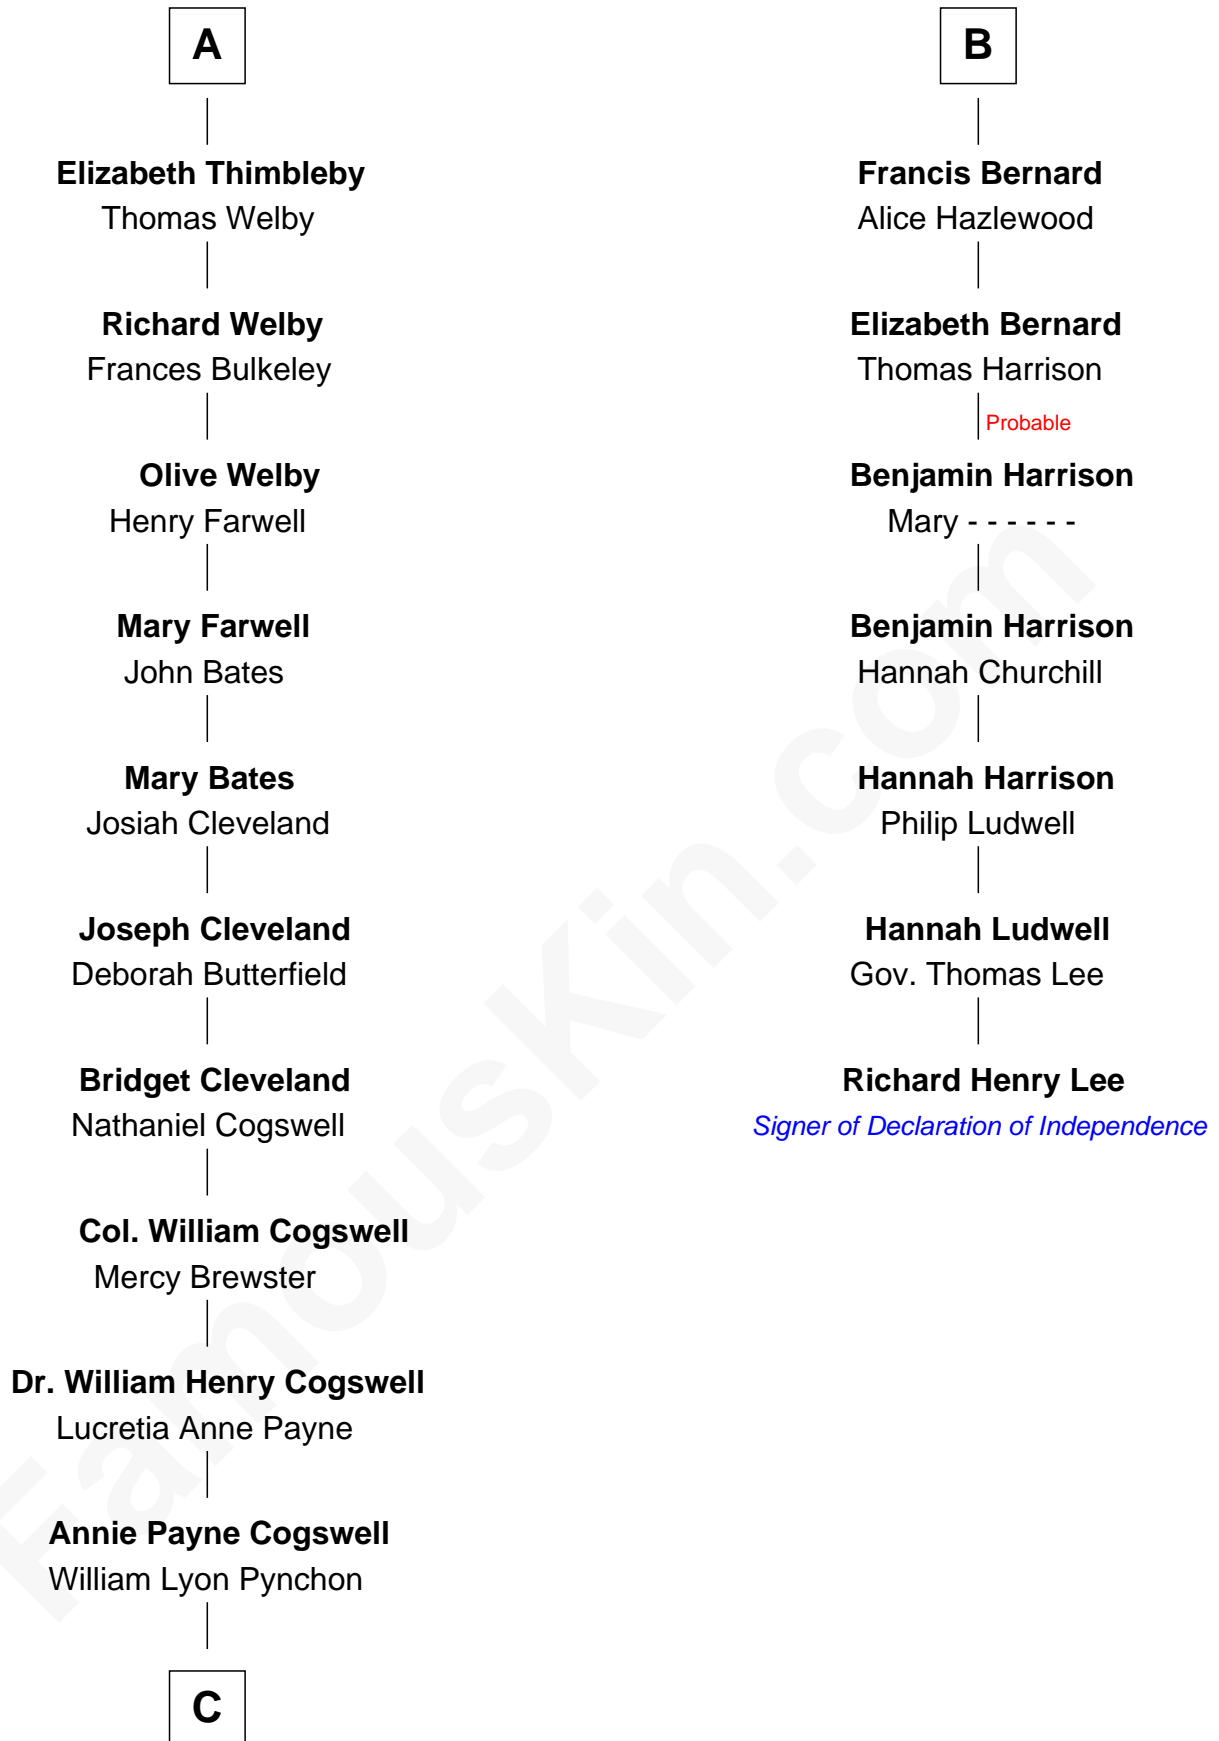 A
Elizabeth Thimbleby
Thomas Welby
Richard Welby
Frances Bulkeley
Olive Welby
Henry Farwell
Mary Farwell
John Bates
Mary Bates
Josiah Cleveland
Joseph Cleveland
Deborah Butterfield
Bridget Cleveland
Nathaniel Cogswell
Col. William Cogswell
Mercy Brewster
Dr. William Henry Cogswell
Lucretia Anne Payne
Annie Payne Cogswell
William Lyon Pynchon
C
B
Francis Bernard
Alice Hazlewood
Elizabeth Bernard
Thomas Harrison
Probable
Benjamin Harrison
Mary - - - - - -
Benjamin Harrison
Hannah Churchill
Hannah Harrison
Philip Ludwell
Hannah Ludwell
Gov. Thomas Lee
Richard Henry Lee
Signer of Declaration of Independence
FamousKin.com